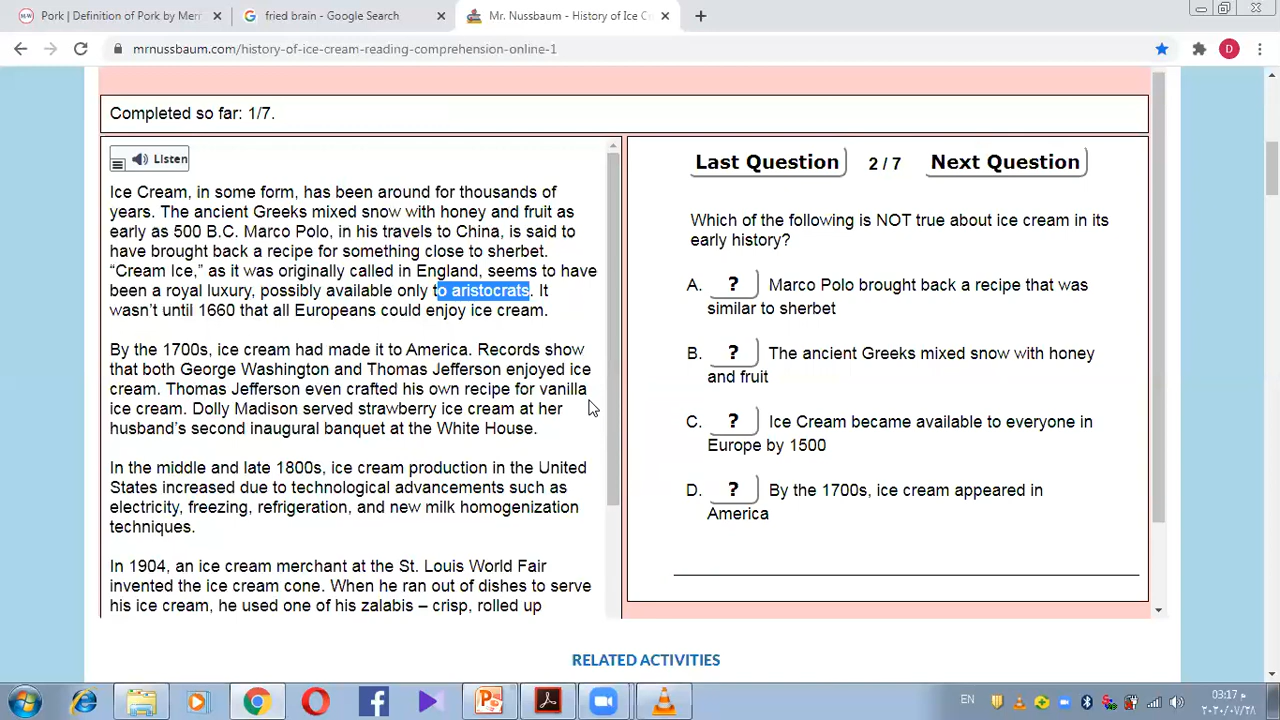 Pork | Definition of Pork by Merri
fried brain - Google Search
Mr. Nussbaum - History of Ice C
mrnussbaum.com/history-of-ice-cream-reading-comprehension-online-1
Completed so far: 1/7.
Listen
Ice Cream, in some form, has been around for thousands of
years. The ancient Greeks mixed snow with honey and fruit as
early as 500 B.C. Marco Polo, in his travels to China, is said to
have brought back a recipe for something close to sherbet.
“Cream Ice,” as it was originally called in England, seems to have
been a royal luxury, possibly available only to aristocrats. It
wasn’t until 1660 that all Europeans could enjoy ice cream.
By the 1700s, ice cream had made it to America. Records show
that both George Washington and Thomas Jefferson enjoyed ice
cream. Thomas Jefferson even crafted his own recipe for vanilla
ice cream. Dolly Madison served strawberry ice cream at her
husband’s second inaugural banquet at the White House.
In the middle and late 1800s, ice cream production in the United
States increased due to technological advancements such as
electricity, freezing, refrigeration, and new milk homogenization
techniques.
In 1904, an ice cream merchant at the St. Louis World Fair
invented the ice cream cone. When he ran out of dishes to serve
his ice cream, he used one of his zalabis – crisp, rolled up
Last Question 2 / 7 Next Question
Which of the following is NOT true about ice cream in its
early history?
A. ? Marco Polo brought back a recipe that was
similar to sherbet
B. ? The ancient Greeks mixed snow with honey
and fruit
C. ? Ice Cream became available to everyone in
Europe by 1500
D. ? By the 1700s, ice cream appeared in
America
RELATED ACTIVITIES
EN
٠٣:١٧ م
٢٠٢٠/٠٧/٢٨